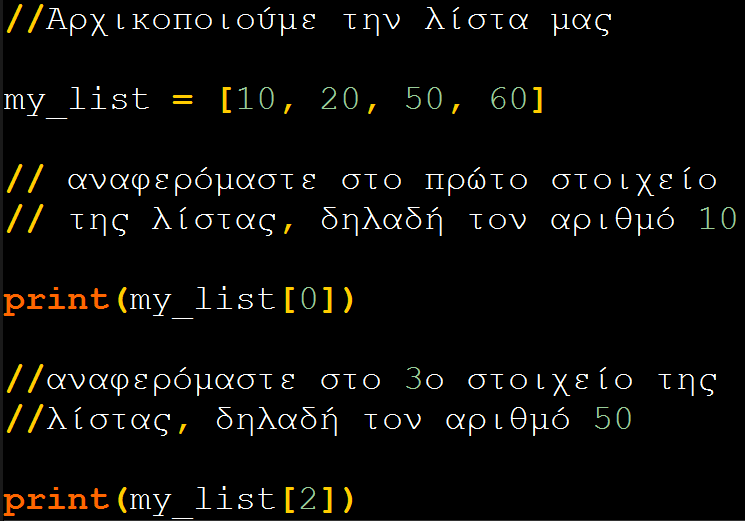 //Αρχικοποιούμε την λίστα μας
my_list = [10, 20, 50, 60]
// αναφερόμαστε στο πρώτο στοιχείο
// της λίστας, δηλαδή τον αριθμό 10
print(my_list[0])
//αναφερόμαστε στο 3ο στοιχείο της
//λίστας, δηλαδή τον αριθμό 50
print(my_list[2])